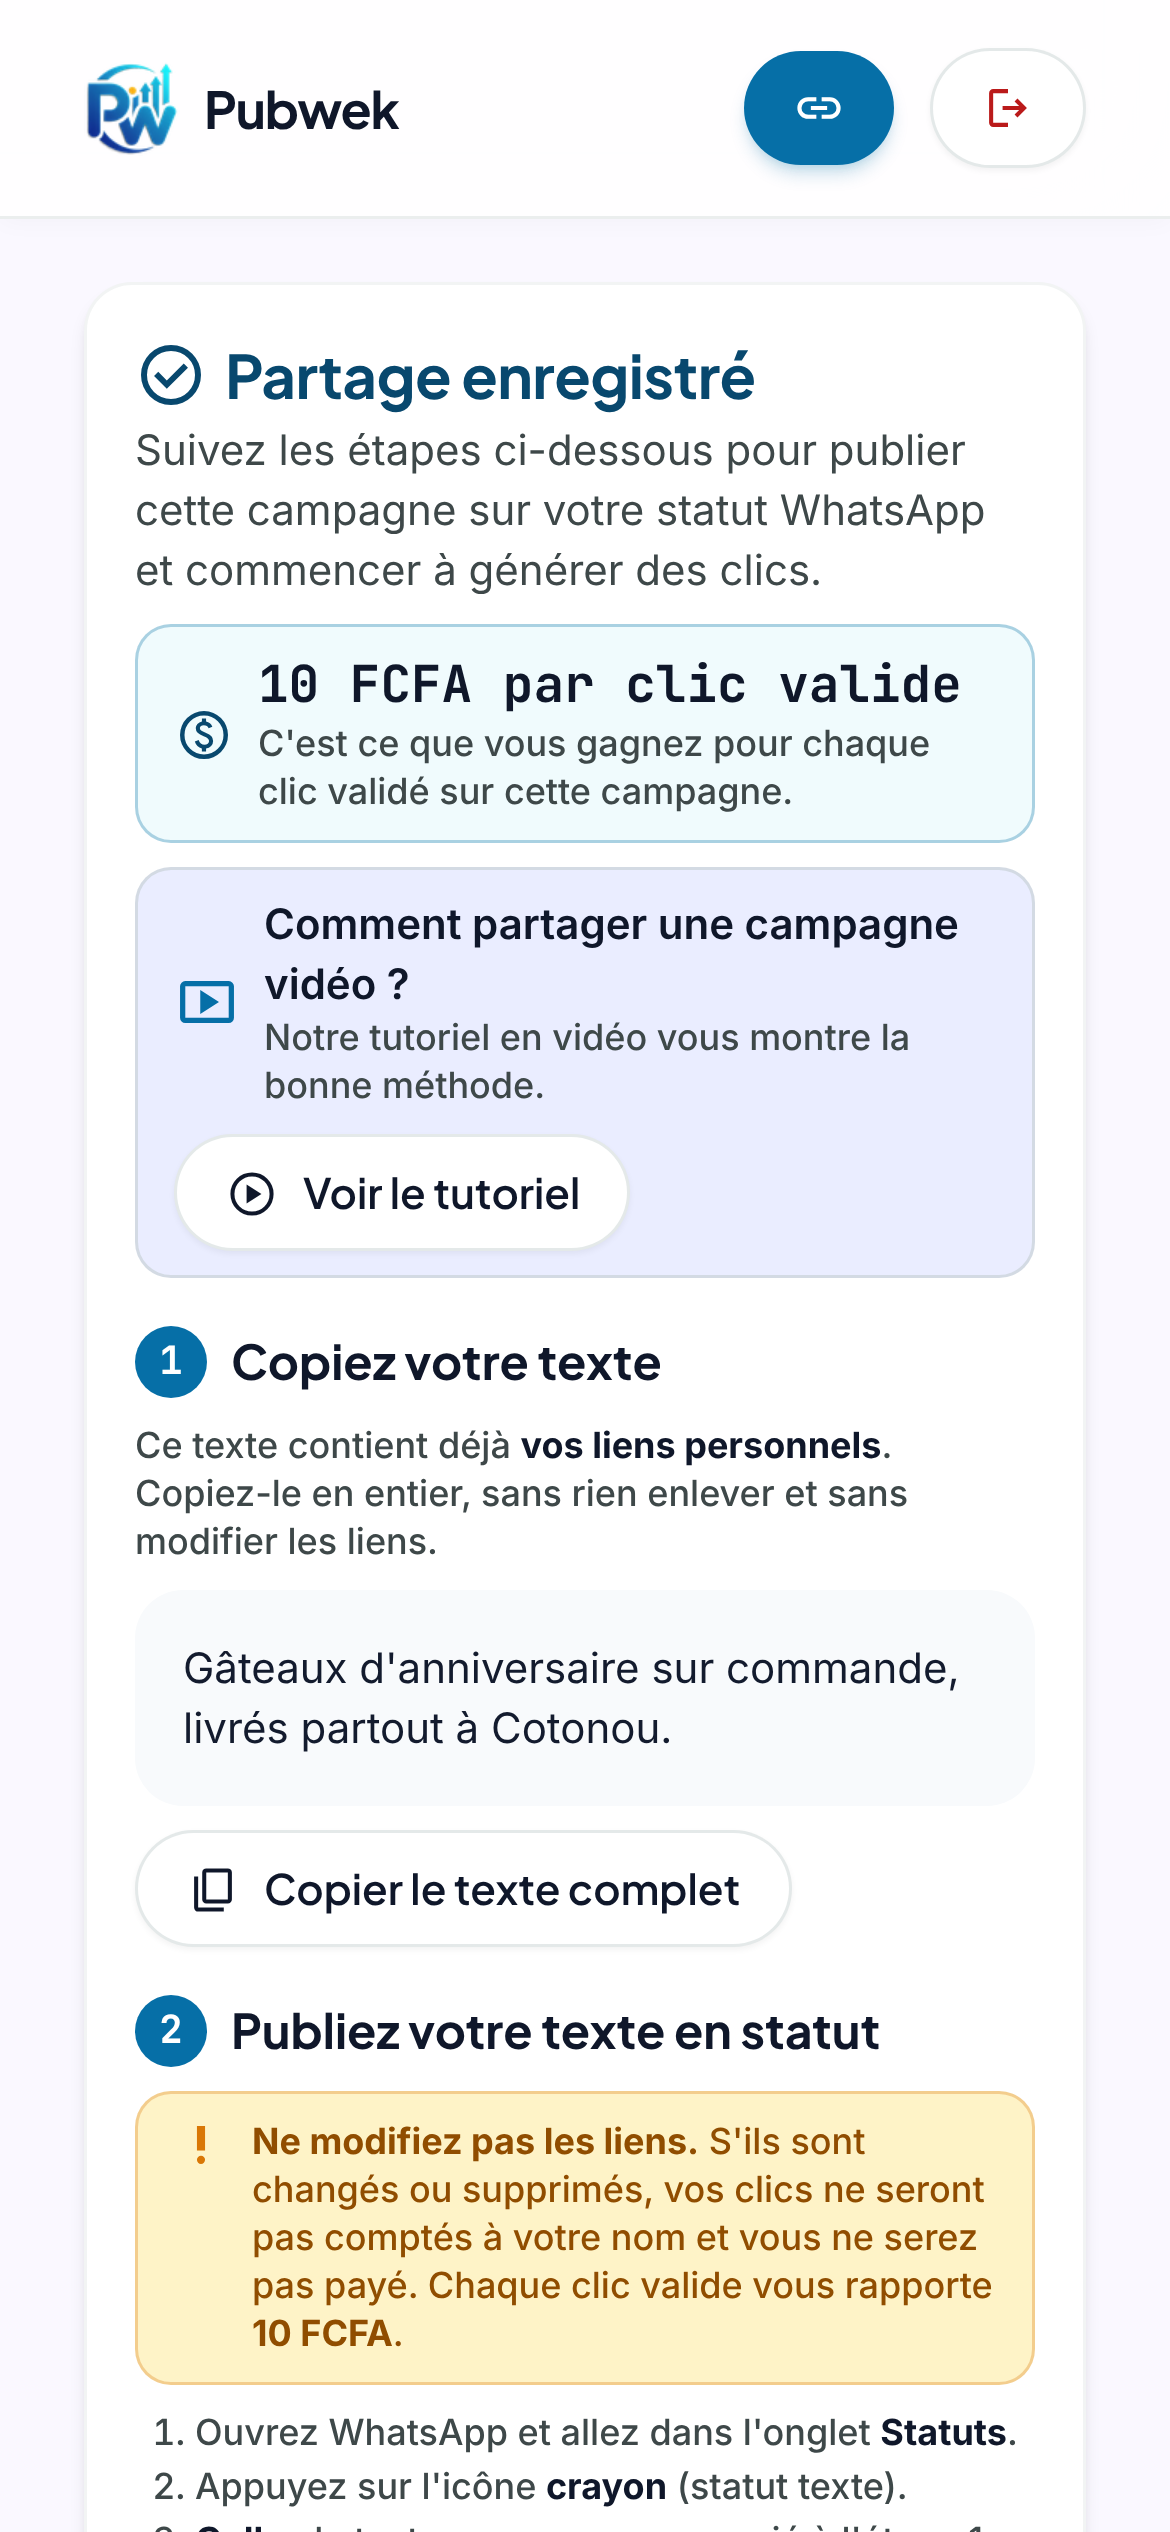 Pubwek
Partage enregistré
Suivez les étapes ci-dessous pour publier
cette campagne sur votre statut WhatsApp
et commencer à générer des clics.
10 FCFA par clic valide
C'est ce que vous gagnez pour chaque
clic validé sur cette campagne.
Comment partager une campagne
vidéo ?
Notre tutoriel en vidéo vous montre la
bonne méthode.
Voir le tutoriel
1 Copiez votre texte
Ce texte contient déjà vos liens personnels.
Copiez-le en entier, sans rien enlever et sans
modifier les liens.
Gâteaux d'anniversaire sur commande,
livrés partout à Cotonou.
Copier le texte complet
2 Publiez votre texte en statut
Ne modifiez pas les liens. S'ils sont
changés ou supprimés, vos clics ne seront
pas comptés à votre nom et vous ne serez
pas payé. Chaque clic valide vous rapporte
10 FCFA.
1. Ouvrez WhatsApp et allez dans l'onglet Statuts.
2. Appuyez sur l'icône crayon (statut texte).